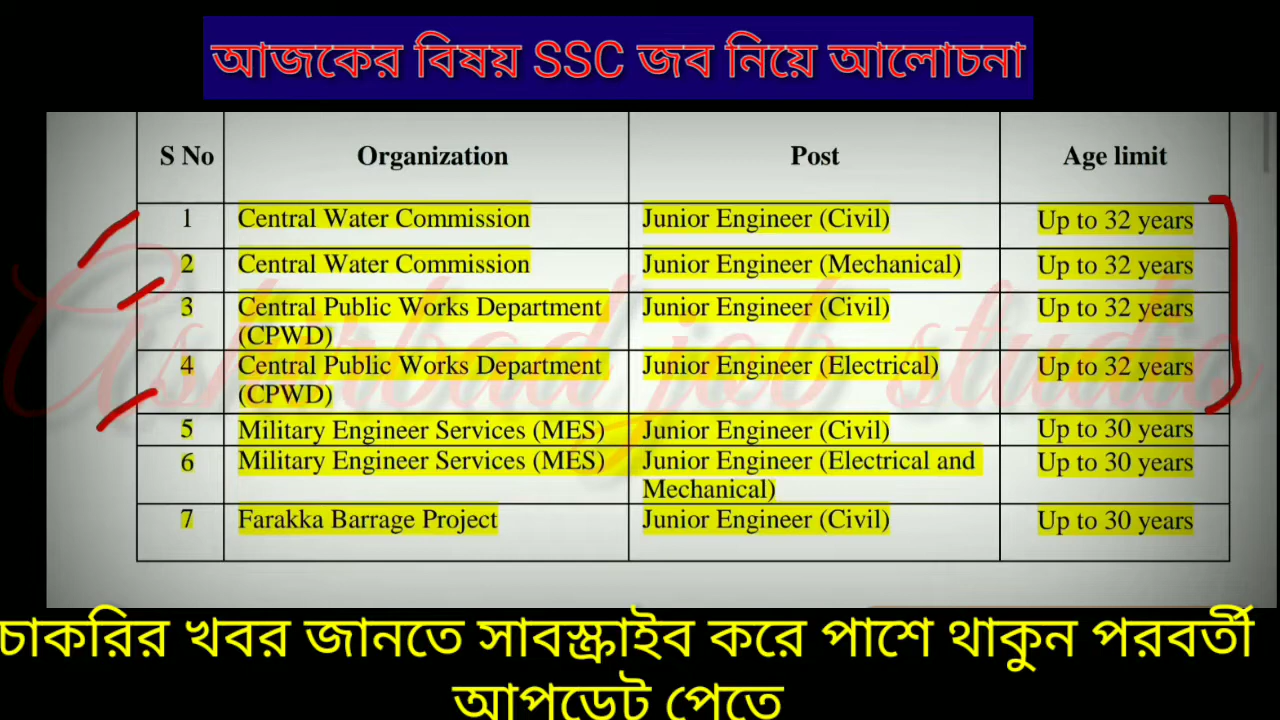 আজকের বিষয় SSC জব নিয়ে আলোচনা
S No Organization Post Age limit
1 Central Water Commission Junior Engineer (Civil) Up to 32 years
2 Central Water Commission Junior Engineer (Mechanical) Up to 32 years
3 Central Public Works Department Junior Engineer (Civil) Up to 32 years
(CPWD)
4 Central Public Works Department Junior Engineer (Electrical) Up to 32 years
(CPWD)
5 Military Engineer Services (MES) Junior Engineer (Civil) Up to 30 years
6 Military Engineer Services (MES) Junior Engineer (Electrical and Up to 30 years
Mechanical)
7 Farakka Barrage Project Junior Engineer (Civil) Up to 30 years
job studio
চাকরির খবর জানতে সাবস্ক্রাইব করে পাশে থাকুন পরবর্তী
আপডেট পেতে